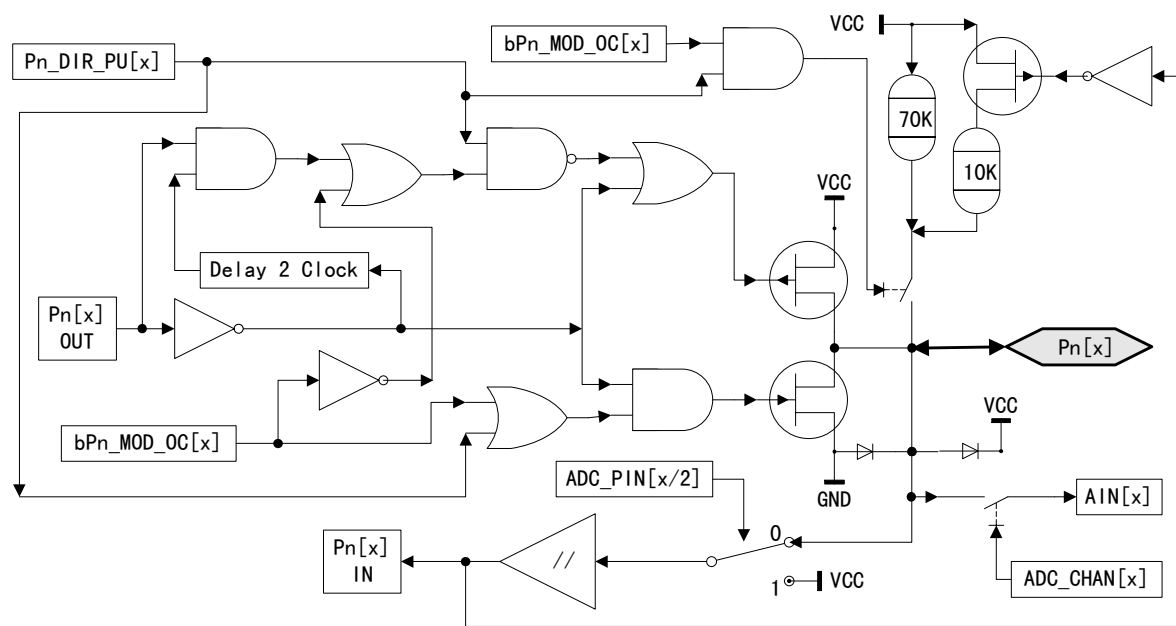 VCC
bPn_MOD_OC[x]
Pn_DIR_PU[x]
70K
10K
VCC
Delay 2 Clock
Pn[x]
OUT
Pn[x]
bPn_MOD_OC[x]
VCC
ADC_PIN[x/2]
GND
AIN[x]
0
Pn[x]
IN
//
1
VCC
ADC_CHAN[x]